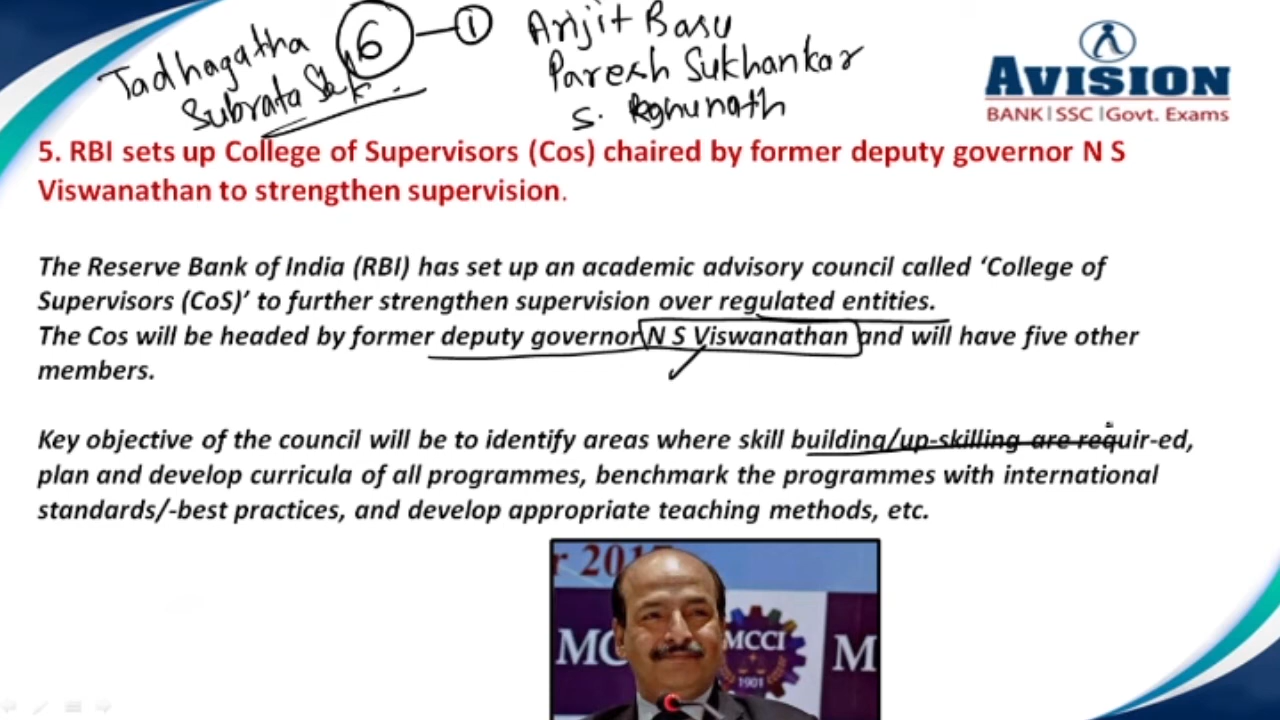 Tadhagatha
Subrata
6 — 1
Arijit Basu
Paresh Sukhankar
S. Raghunath
AVISION
BANK|SSC |Govt. Exams
5. RBI sets up College of Supervisors (Cos) chaired by former deputy governor N S
Viswanathan to strengthen supervision.
The Reserve Bank of India (RBI) has set up an academic advisory council called ‘College of
Supervisors (CoS)’ to further strengthen supervision over regulated entities.
The Cos will be headed by former deputy governor N S Viswanathan and will have five other
members.
Key objective of the council will be to identify areas where skill building/up-skilling are requir-ed,
plan and develop curricula of all programmes, benchmark the programmes with international
standards/-best practices, and develop appropriate teaching methods, etc.
MCCI
1901